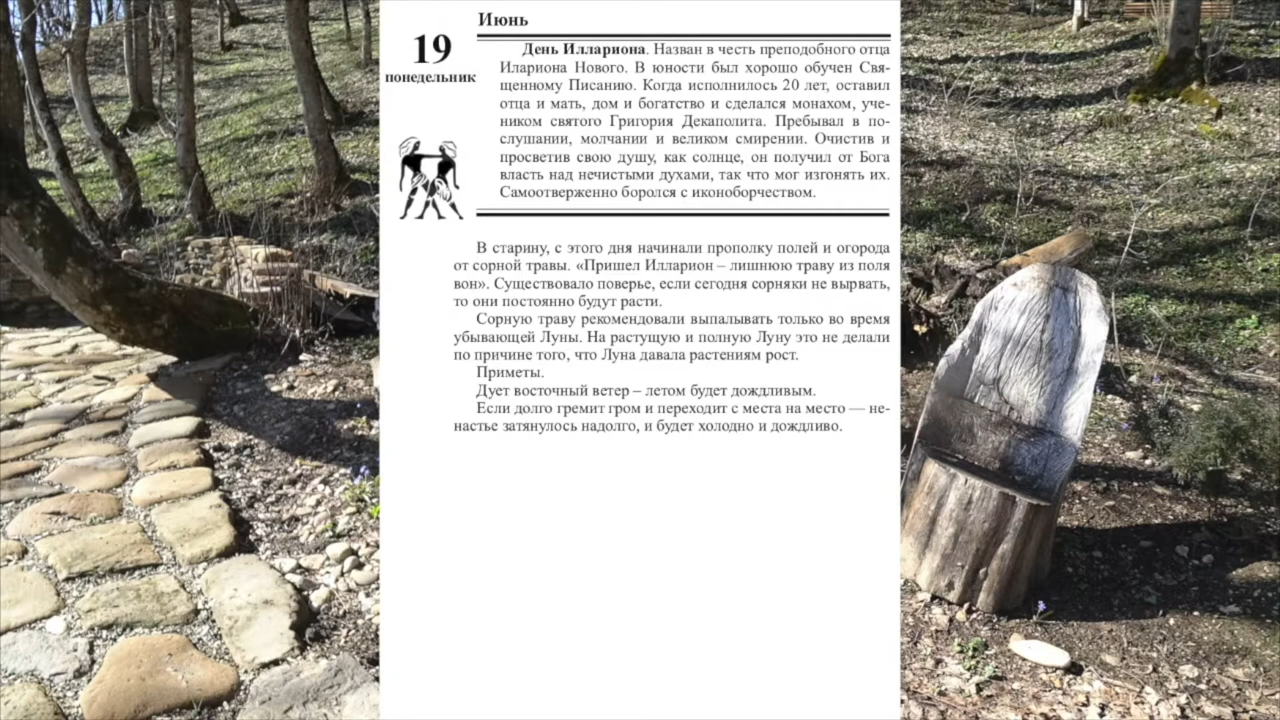 Июнь
19
понедельник
День Иллариона. Назван в честь преподобного отца
Илариона Нового. В юности был хорошо обучен Свя-
щенному Писанию. Когда исполнилось 20 лет, оставил
отца и мать, дом и богатство и сделался монахом, уче-
ником святого Григория Декаполита. Пребывал в по-
слушании, молчании и великом смирении. Очистив и
просветив свою душу, как солнце, он получил от Бога
власть над нечистыми духами, так что мог изгонять их.
Самоотверженно боролся с иконоборчеством.
В старину, с этого дня начинали прополку полей и огорода
от сорной травы. «Пришел Илларион – лишнюю траву из поля
вон». Существовало поверье, если сегодня сорняки не вырвать,
то они постоянно будут расти.
Сорную траву рекомендовали выпалывать только во время
убывающей Луны. На растущую и полную Луну это не делали
по причине того, что Луна давала растениям рост.
Приметы.
Дует восточный ветер – летом будет дождливым.
Если долго гремит гром и переходит с места на место — не-
настье затянулось надолго, и будет холодно и дождливо.